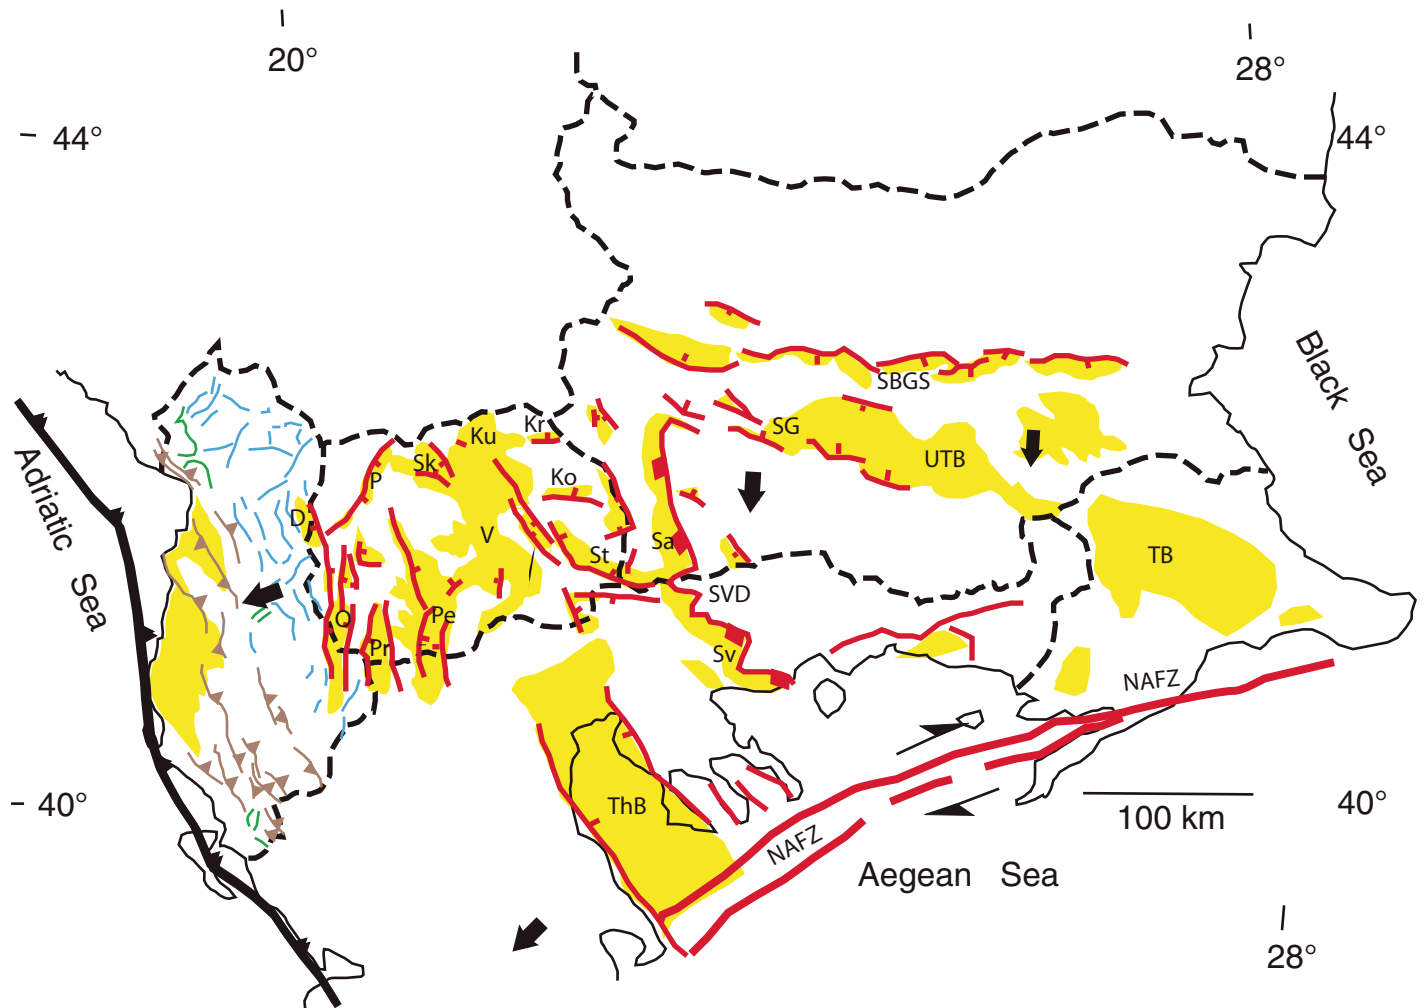 20°
28°
44°
44°
Black Sea
Adriatic Sea
SBGS
Kr
Ku
SG
Sk
UTB
P
Ko
D
V
Sa
St
TB
SVD
O
Pe
Pr
Sv
NAFZ
ThB
40°
40°
100 km
NAFZ
Aegean Sea
28°